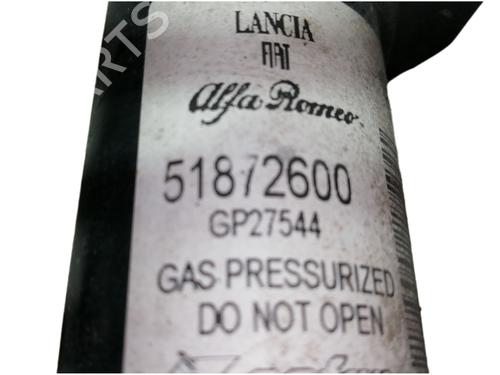 LANCIA
FIAT
Alfa Romeo
51872600
GP27544
GAS PRESSURIZED
DO NOT OPEN